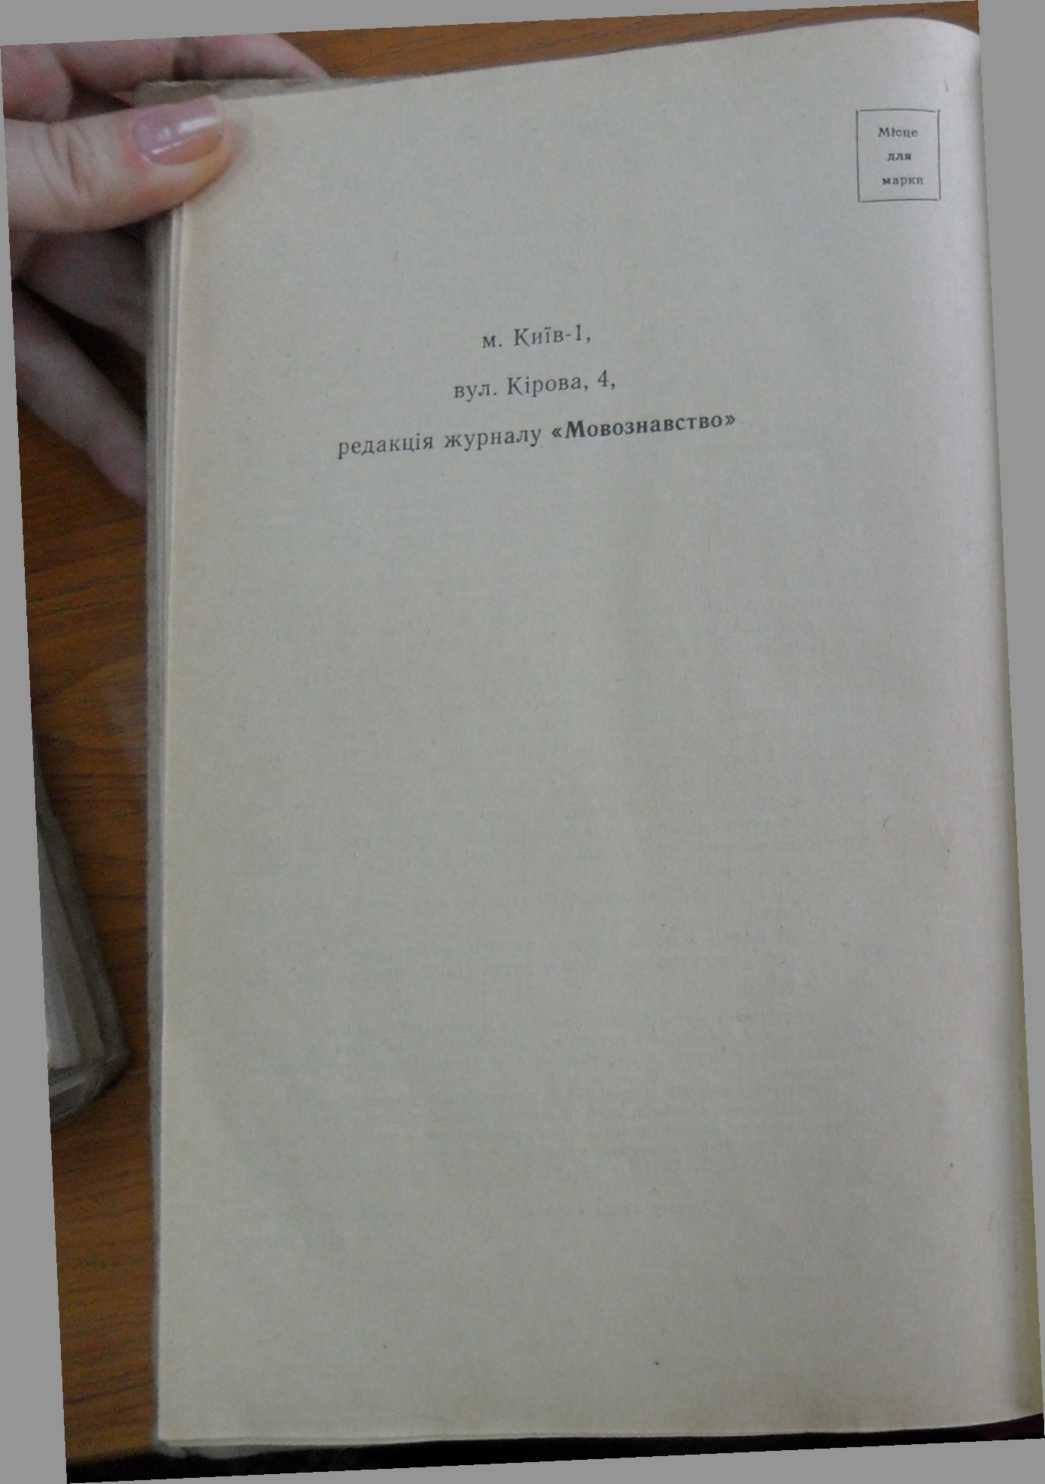 Місце
для
марки
м. Київ-1,
вул. Кірова, 4,
редакція журналу «Мовознавство»